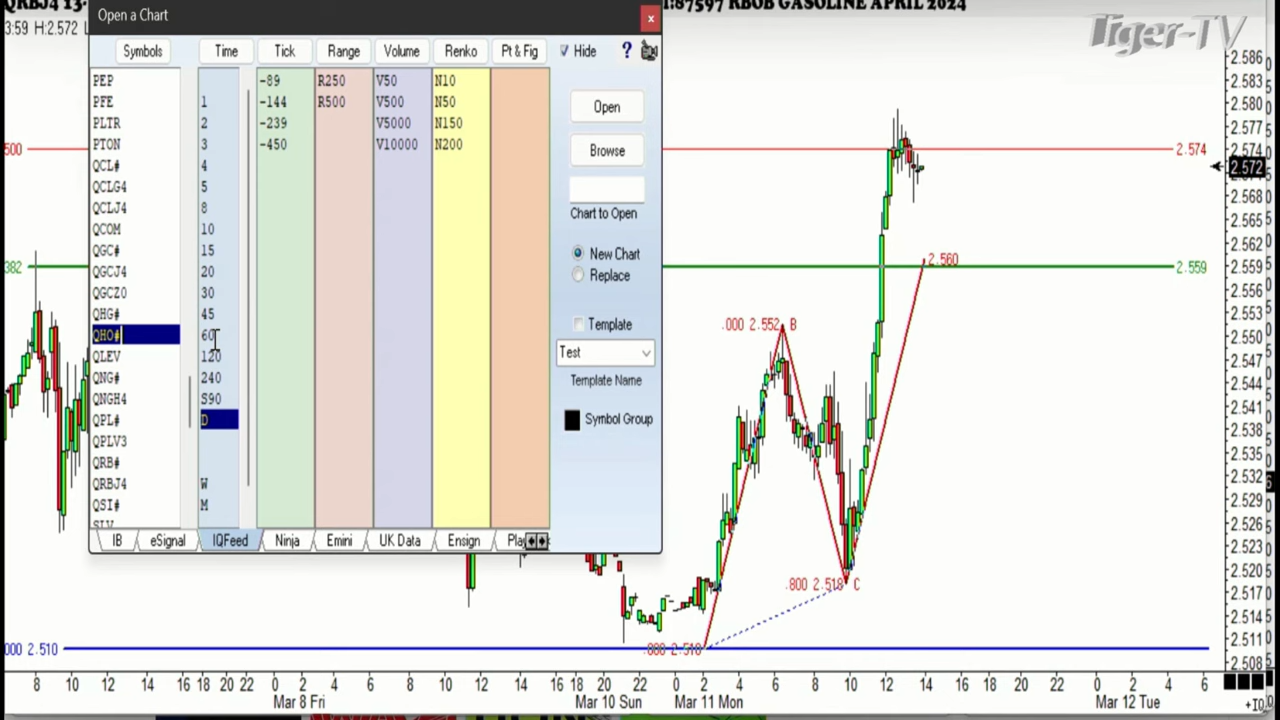 QRBJ4 13-
I:87597 RBOB GASOLINE APRIL 2024
3:59 H:2.572 L
Tiger-TV
Open a Chart
x
Symbols Time Tick Range Volume Renko Pt & Fig Hide ?
PEP -89 R250 V50 N10
PFE 1 -144 R500 V500 N50
PLTR 2 -239 V5000 N150
PTON 3 -450 V10000 N200
QCL# 4
QCLG4 5
QCLJ4 8
QCOM 10
QGC# 15
QGCJ4 20
QGCZ0 30
QHG# 45
QHO# 60
QLEV 120
QNG# 240
QNGH4 S90
QPL# D
QPLV3
QRB#
QRBJ4 W
QSI# M
SLV
IB eSignal IQFeed Ninja Emini UK Data Ensign Pla
Open
Browse
Chart to Open
New Chart
Replace
Template
Test
Template Name
Symbol Group
500
2.574
382
2.560
2.559
.000 2.552 B
.800 2.518 C
000 2.510
.000 2.510
2.586
2.583
2.580
2.577
2.574
2.572
2.568
2.565
2.562
2.559
2.556
2.553
2.550
2.547
2.544
2.541
2.538
2.535
2.532
2.529
2.526
2.523
2.520
2.517
2.514
2.511
2.508
8 10 12 14 16 18 20 22 0 2 4 6 8 10 12 14 16 18 20 22 0 2 4 6 8 10 12 14 16 18 20 22 0 2 4 6
Mar 8 Fri Mar 10 Sun Mar 11 Mon Mar 12 Tue